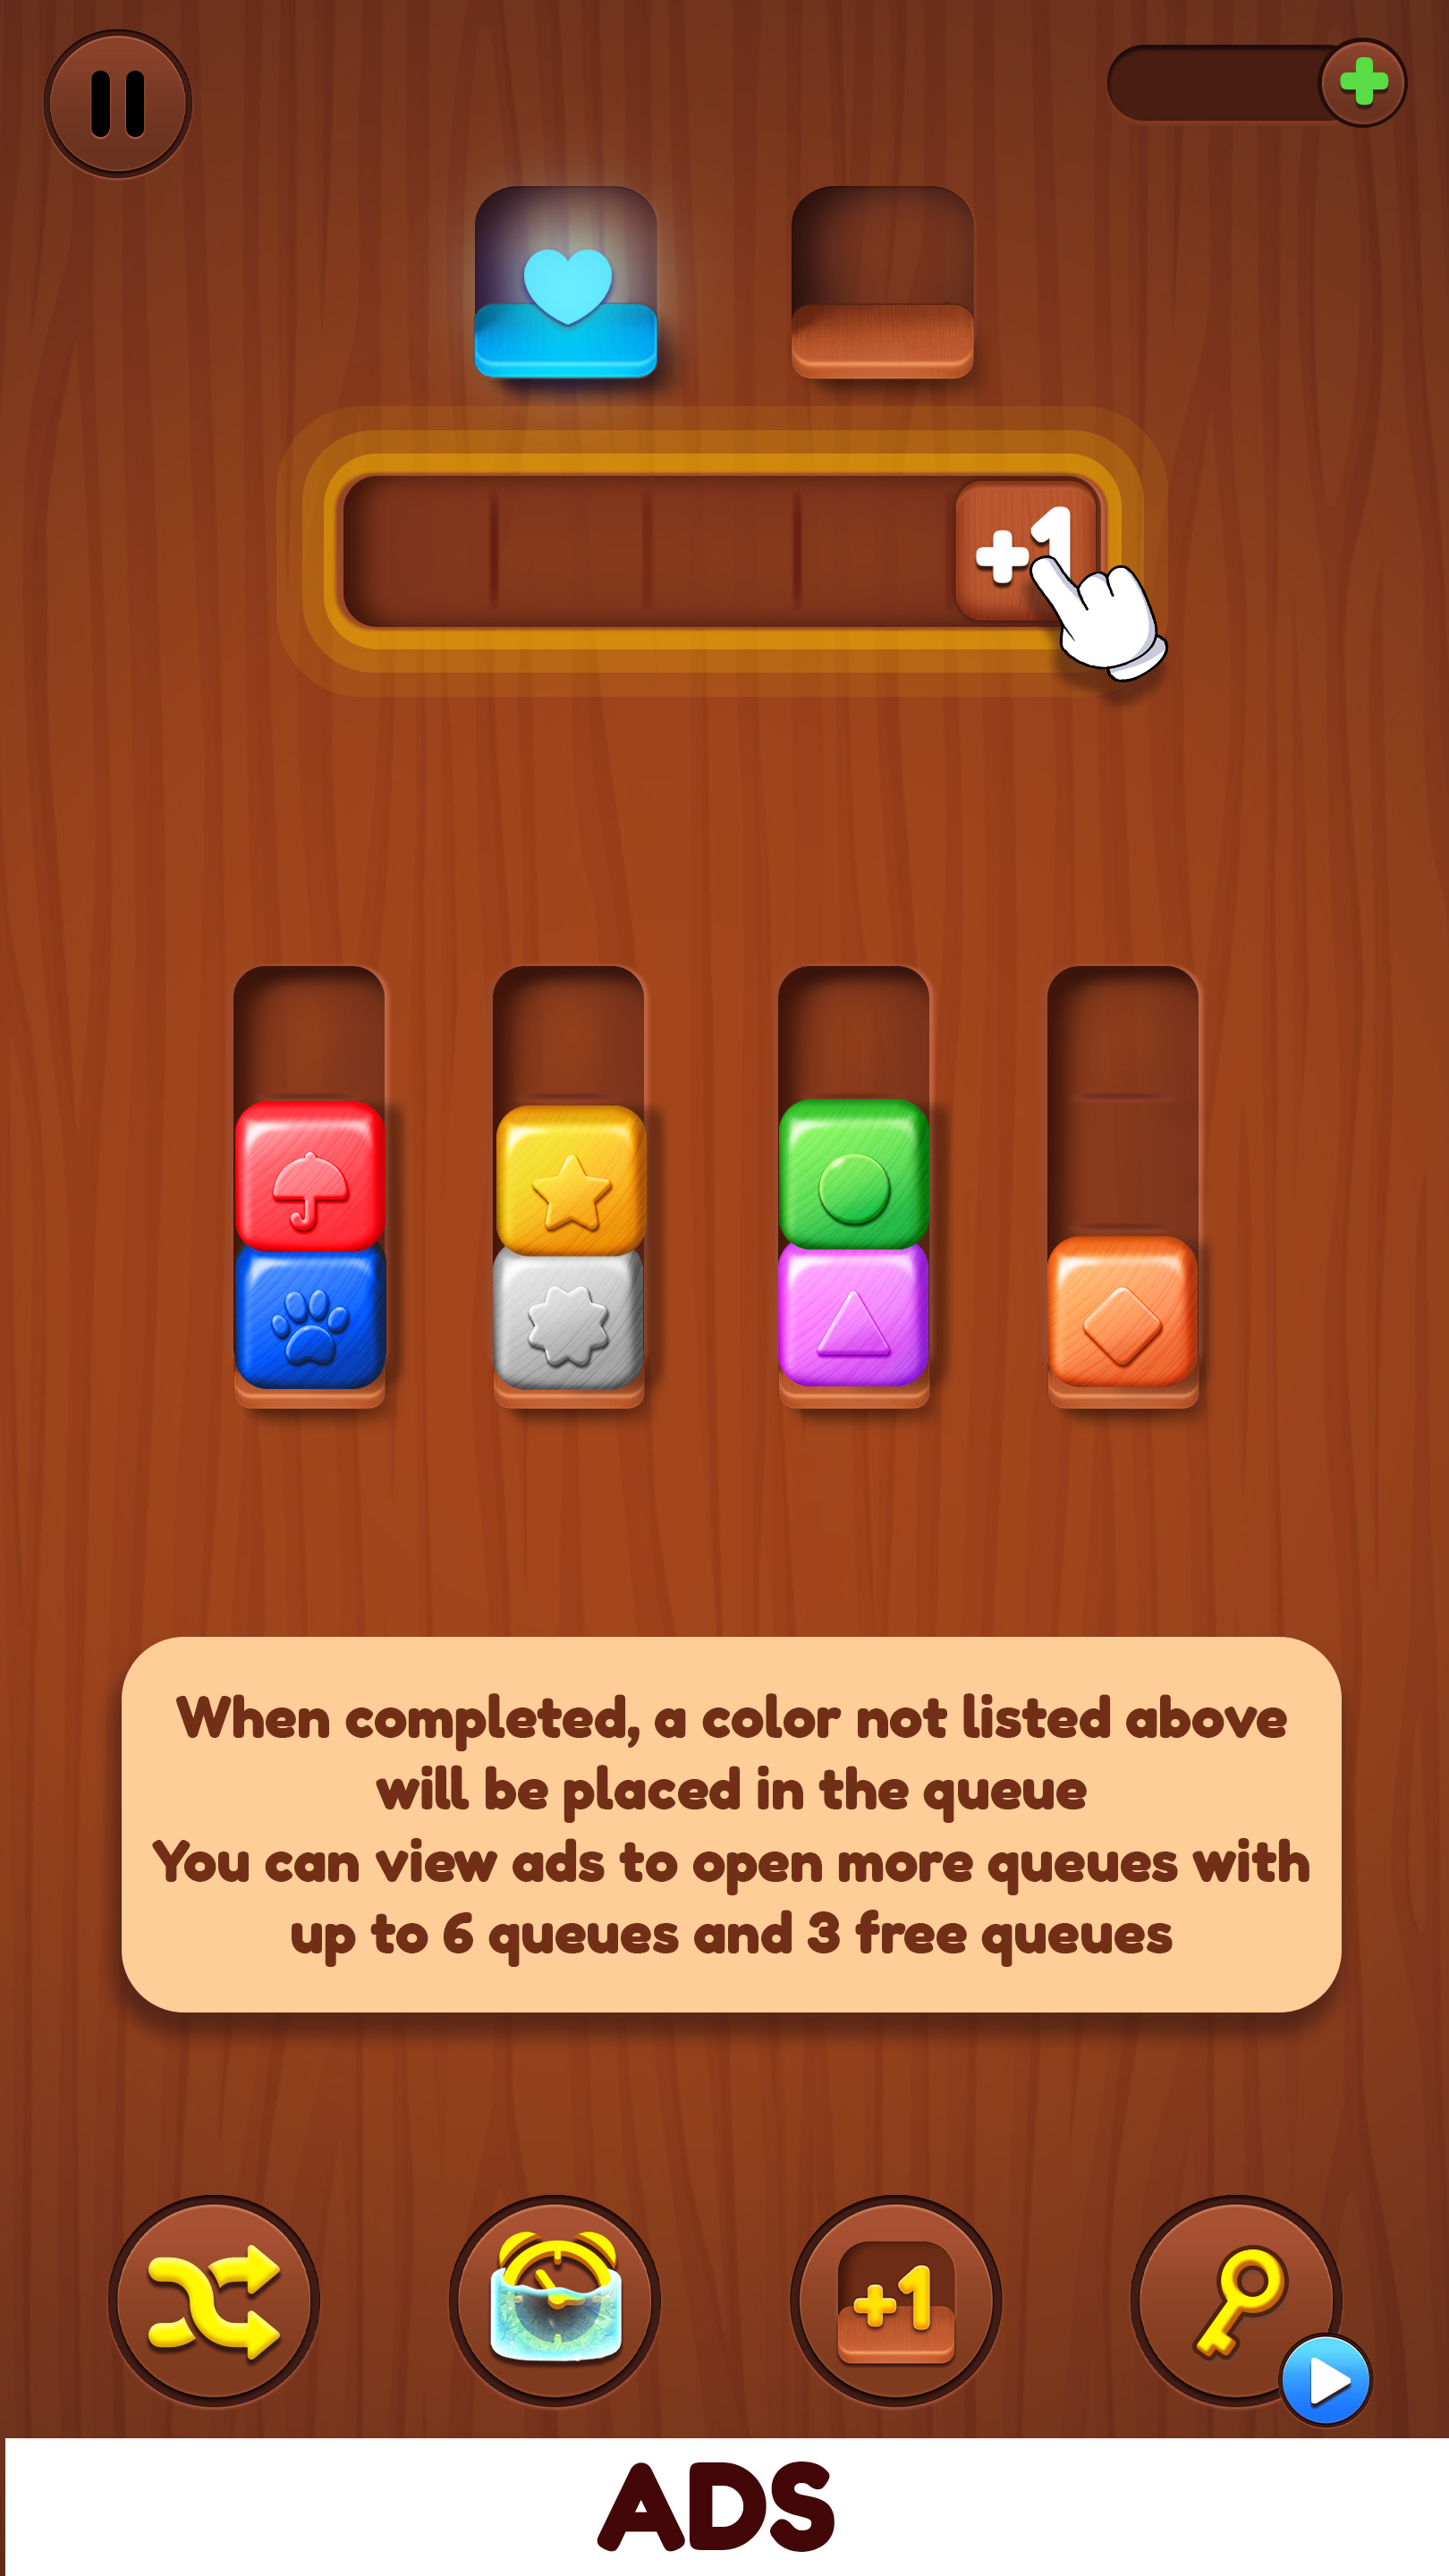 +1
When completed, a color not listed above
will be placed in the queue
You can view ads to open more queues with
up to 6 queues and 3 free queues
+1
ADS